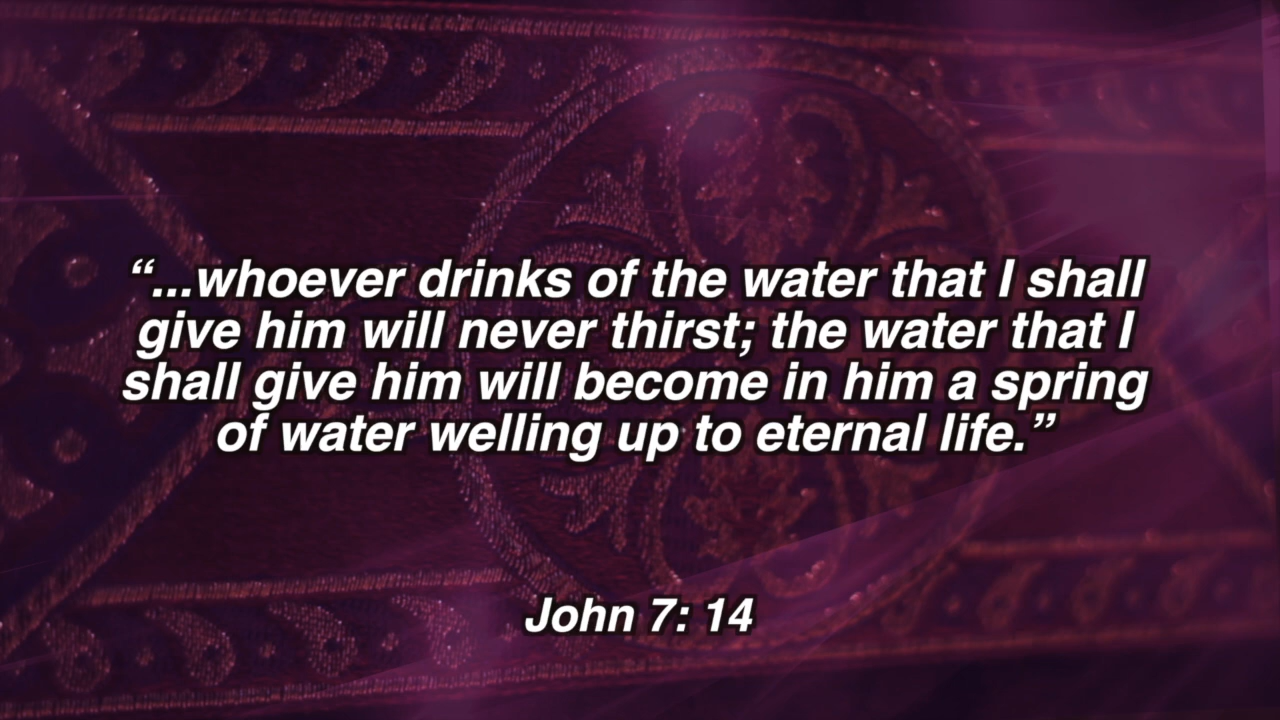 “...whoever drinks of the water that I shall
give him will never thirst; the water that I
shall give him will become in him a spring
of water welling up to eternal life.”
John 7: 14